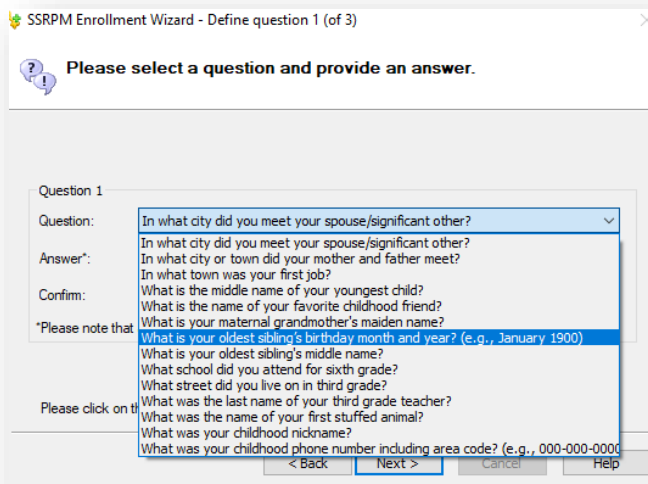 SSRPM Enrollment Wizard - Define question 1 (of 3)
Please select a question and provide an answer.
Question 1
Question: In what city did you meet your spouse/significant other?
In what city did you meet your spouse/significant other?
Answer*: In what city or town did your mother and father meet?
In what town was your first job?
Confirm: What is the middle name of your youngest child?
What is the name of your favorite childhood friend?
What is your maternal grandmother's maiden name?
*Please note that What is your oldest sibling's birthday month and year? (e.g., January 1900)
What is your oldest sibling's middle name?
What school did you attend for sixth grade?
What street did you live on in third grade?
Please click on th What was the last name of your third grade teacher?
What was the name of your first stuffed animal?
What was your childhood nickname?
What was your childhood phone number including area code? (e.g., 000-000-0000
< Back Next > Cancel Help